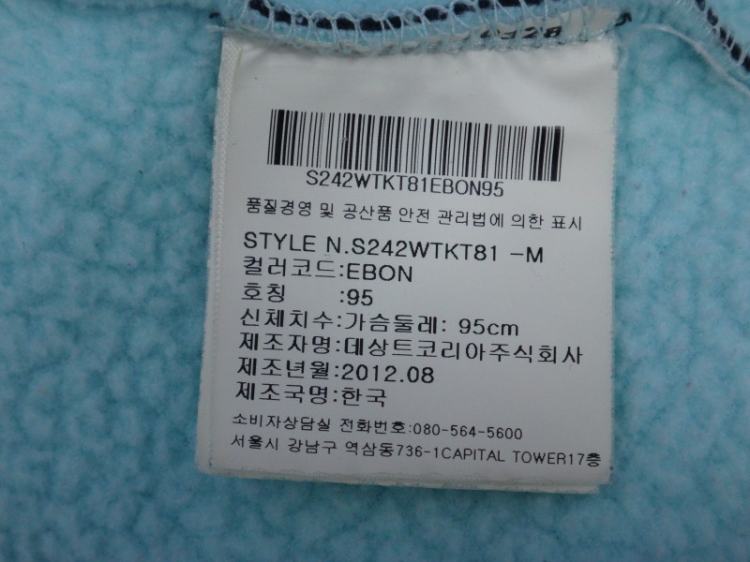 S242WTKT81EBON95
품질경영 및 공산품 안전 관리법에 의한 표시
STYLE N.S242WTKT81 -M
컬러코드:EBON
호칭 :95
신체치수:가슴둘레: 95cm
제조자명:데상트코리아주식회사
제조년월:2012.08
제조국명:한국
소비자상담실 전화번호:080-564-5600
서울시 강남구 역삼동736-1CAPITAL TOWER17층